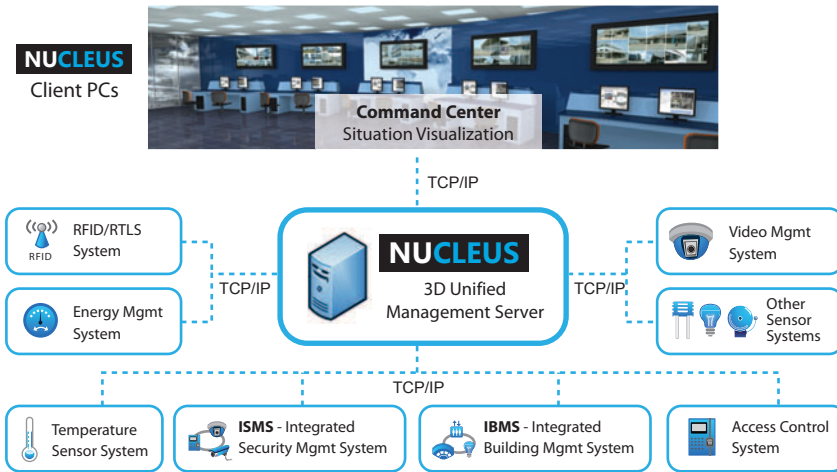 NUCLEUS
Client PCs
Command Center
Situation Visualization
TCP/IP
RFID/RTLS
System
RFID
Energy Mgmt
System
TCP/IP
NUCLEUS
3D Unified
Management Server
TCP/IP
Video Mgmt
System
Other
Sensor
Systems
TCP/IP
Temperature
Sensor System
ISMS - Integrated
Security Mgmt System
IBMS - Integrated
Building Mgmt System
Access Control
System